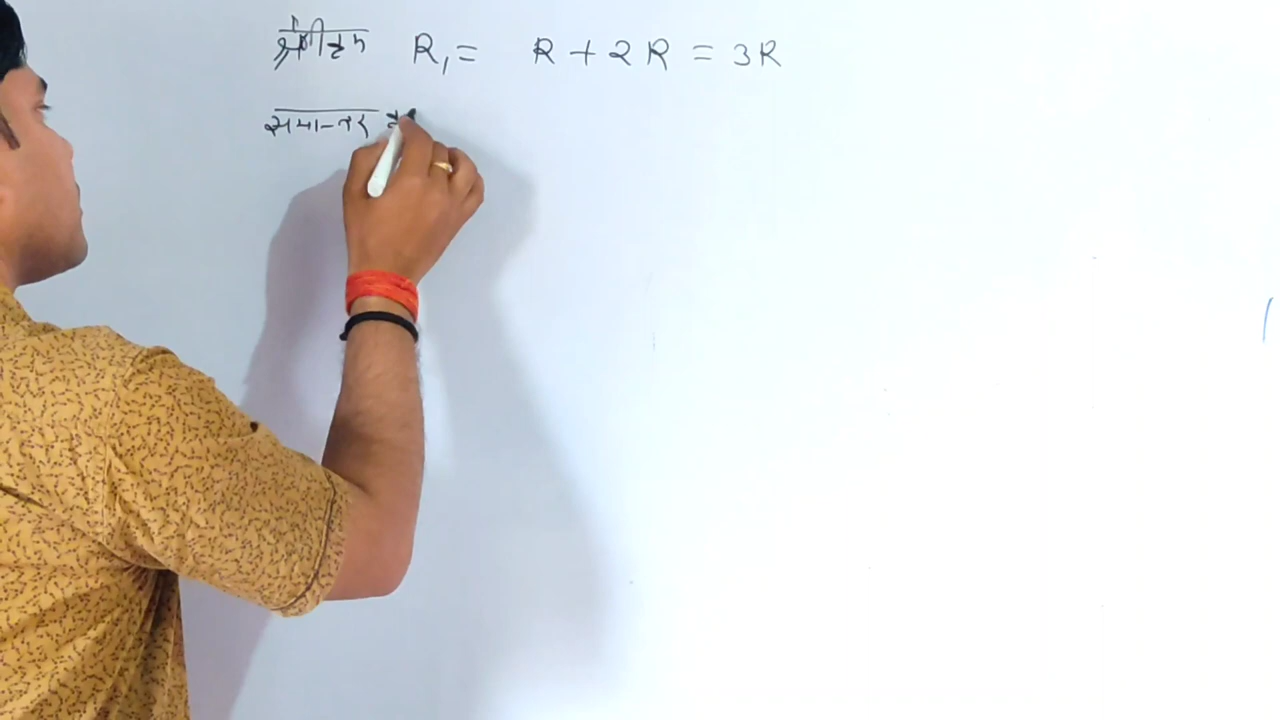 श्रेणीक्रम R₁ = R + 2R = 3R
समान्तर